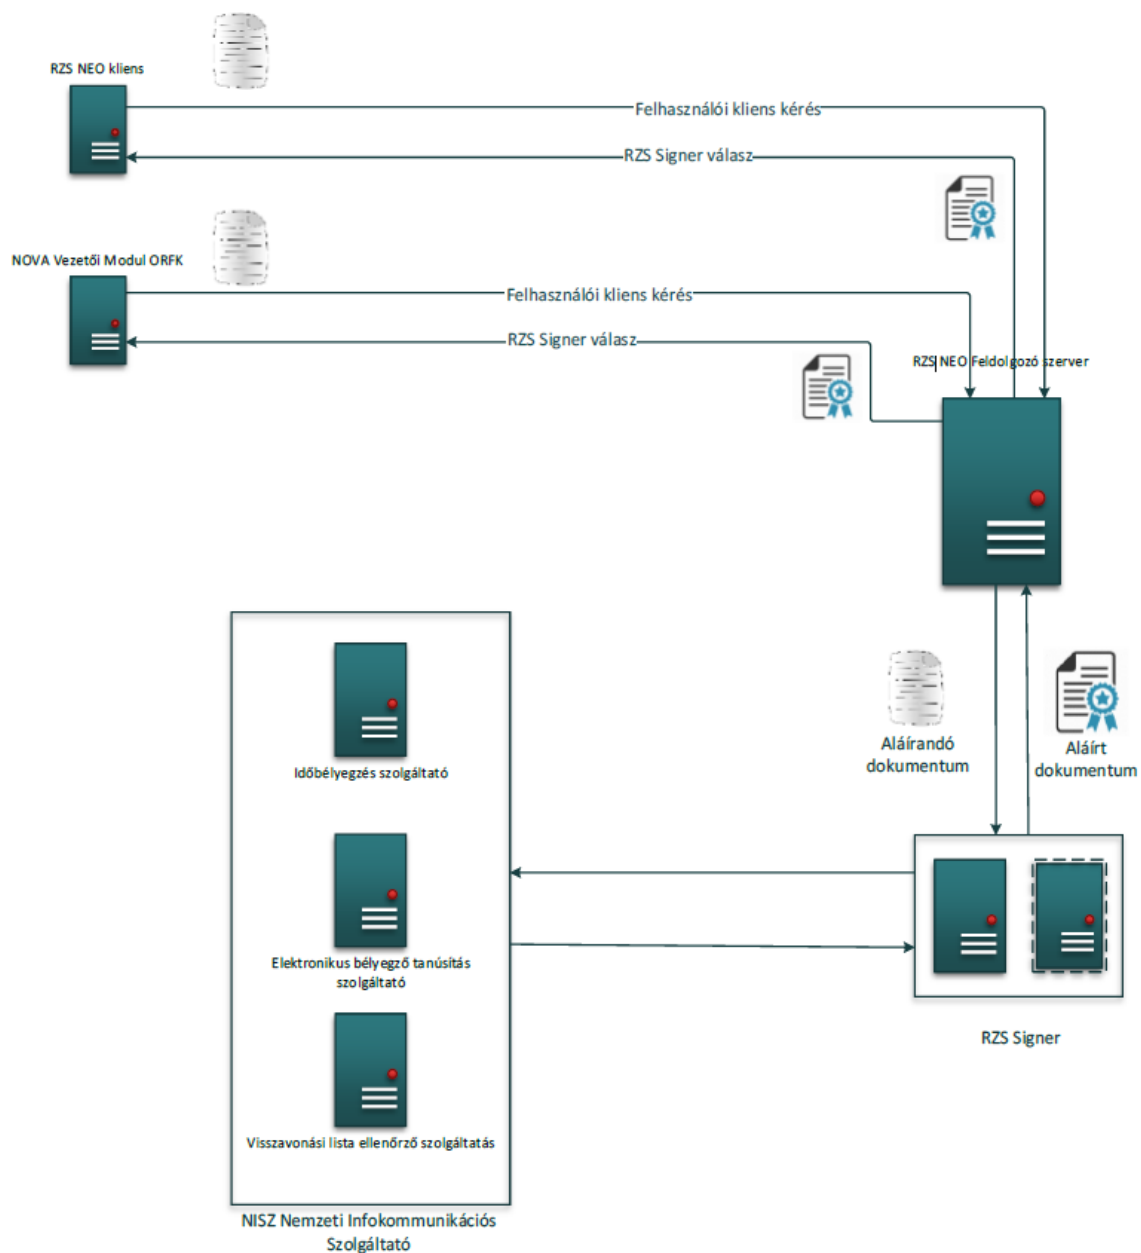 RZS NEO kliens
Felhasználói kliens kérés
RZS Signer válasz
NOVA Vezetői Modul ORFK
Felhasználói kliens kérés
RZS Signer válasz
RZS NEO Feldolgozó szerver
Aláírandó
dokumentum
Aláírt
dokumentum
Időbélyegzés szolgáltató
Elektronikus bélyegző tanúsítás
szolgáltató
Visszavonási lista ellenőrző szolgáltatás
RZS Signer
NISZ Nemzeti Infokommunikációs
Szolgáltató